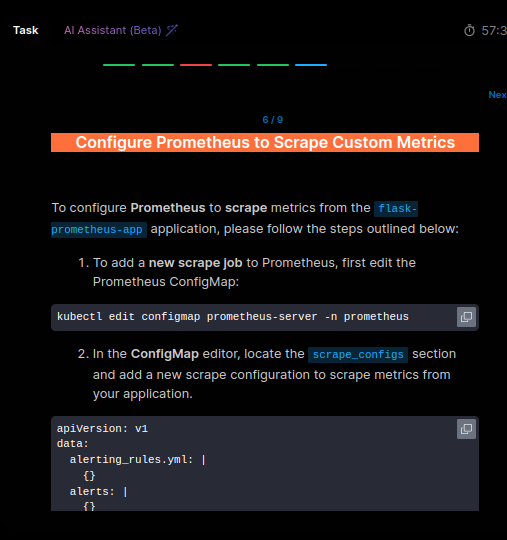 Task AI Assistant (Beta) 57:3
Nex
6 / 9
Configure Prometheus to Scrape Custom Metrics
To configure Prometheus to scrape metrics from the flask-
prometheus-app application, please follow the steps outlined below:
1. To add a new scrape job to Prometheus, first edit the
Prometheus ConfigMap:
kubectl edit configmap prometheus-server -n prometheus
2. In the ConfigMap editor, locate the scrape_configs section
and add a new scrape configuration to scrape metrics from
your application.
apiVersion: v1
data:
  alerting_rules.yml: |
    {}
  alerts: |
    {}